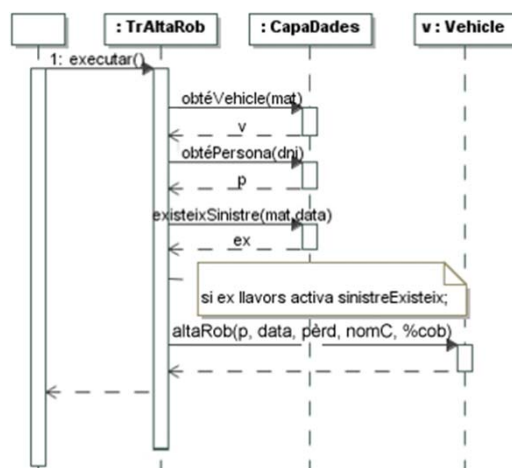 : TrAltaRob
: CapaDades
v : Vehicle
1: executar()
obtéVehicle(mat)
v
obtéPersona(dni)
p
existeixSinistre(mat,data)
ex
si ex llavors activa sinistreExisteix;
altaRob(p, data, pèrd, nomC, %cob)